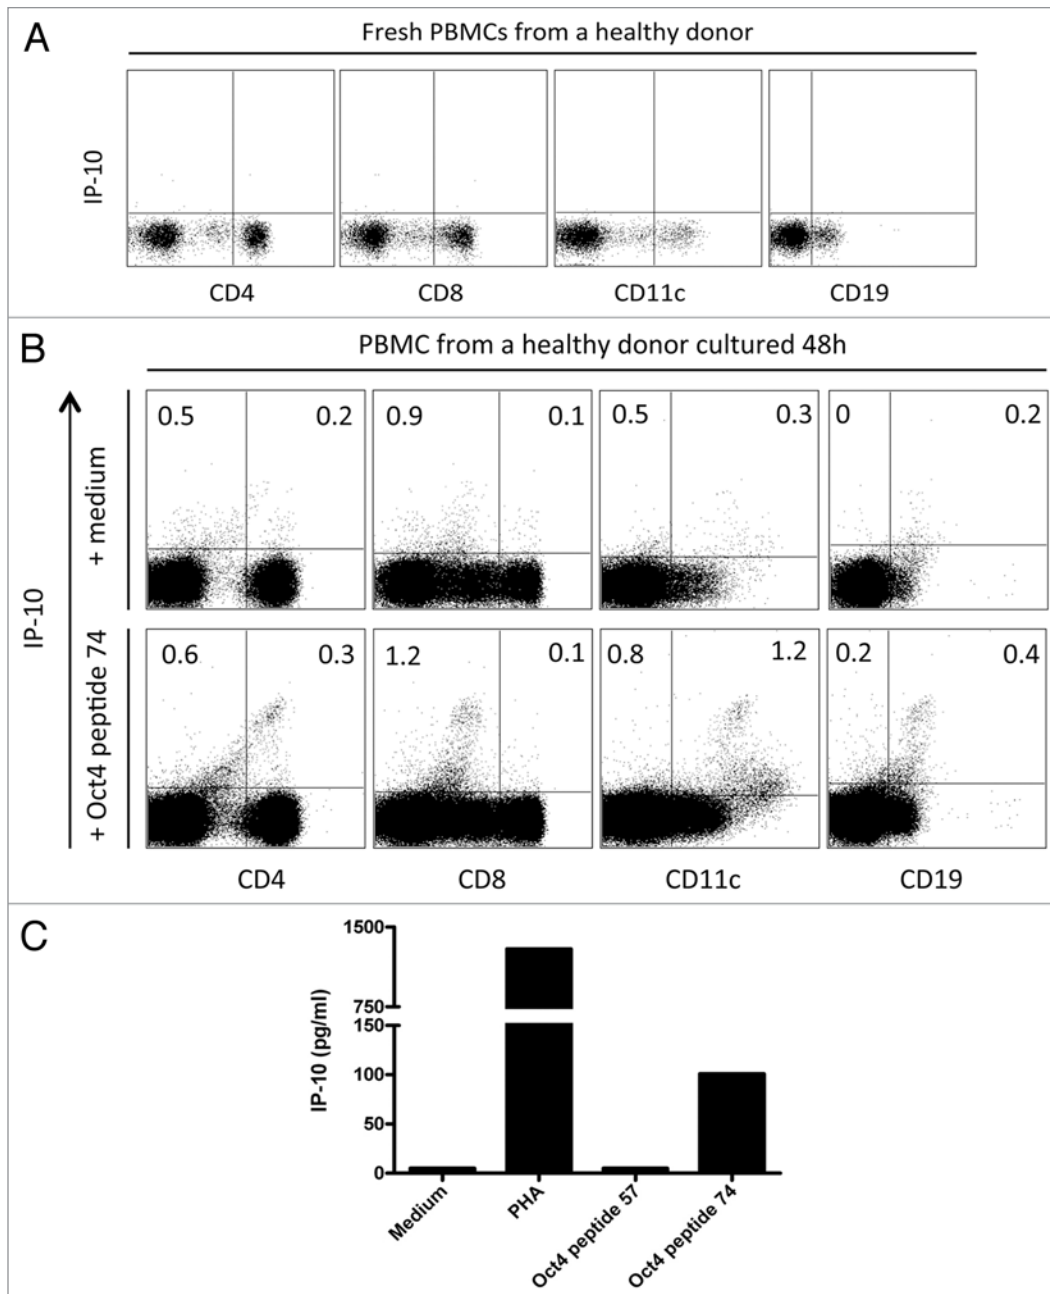 A
Fresh PBMCs from a healthy donor
IP-10
CD4 CD8 CD11c CD19
B
PBMC from a healthy donor cultured 48h
IP-10
+ medium
0.5 0.2 0.9 0.1 0.5 0.3 0 0.2
+ Oct4 peptide 74
0.6 0.3 1.2 0.1 0.8 1.2 0.2 0.4
CD4 CD8 CD11c CD19
C
IP-10 (pg/ml)
1500
750
150
100
50
0
Medium
PHA
Oct4 peptide 57
Oct4 peptide 74